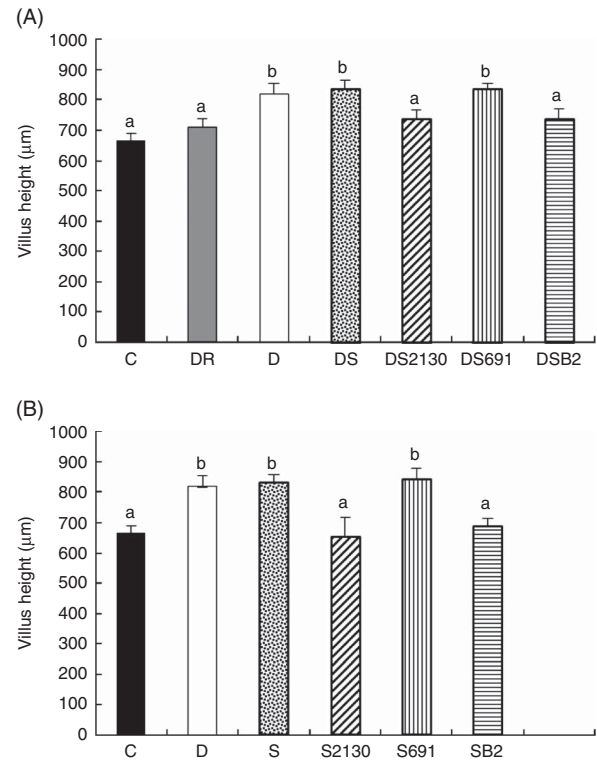 (A)
Villus height (μm)
1000
900
800
700
600
500
400
300
200
100
0
a
a
b
b
a
b
a
C DR D DS DS2130 DS691 DSB2
(B)
Villus height (μm)
1000
900
800
700
600
500
400
300
200
100
0
a
b
b
a
b
a
C D S S2130 S691 SB2